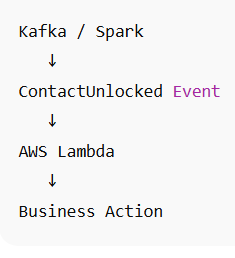 Kafka / Spark
↓
ContactUnlocked Event
↓
AWS Lambda
↓
Business Action